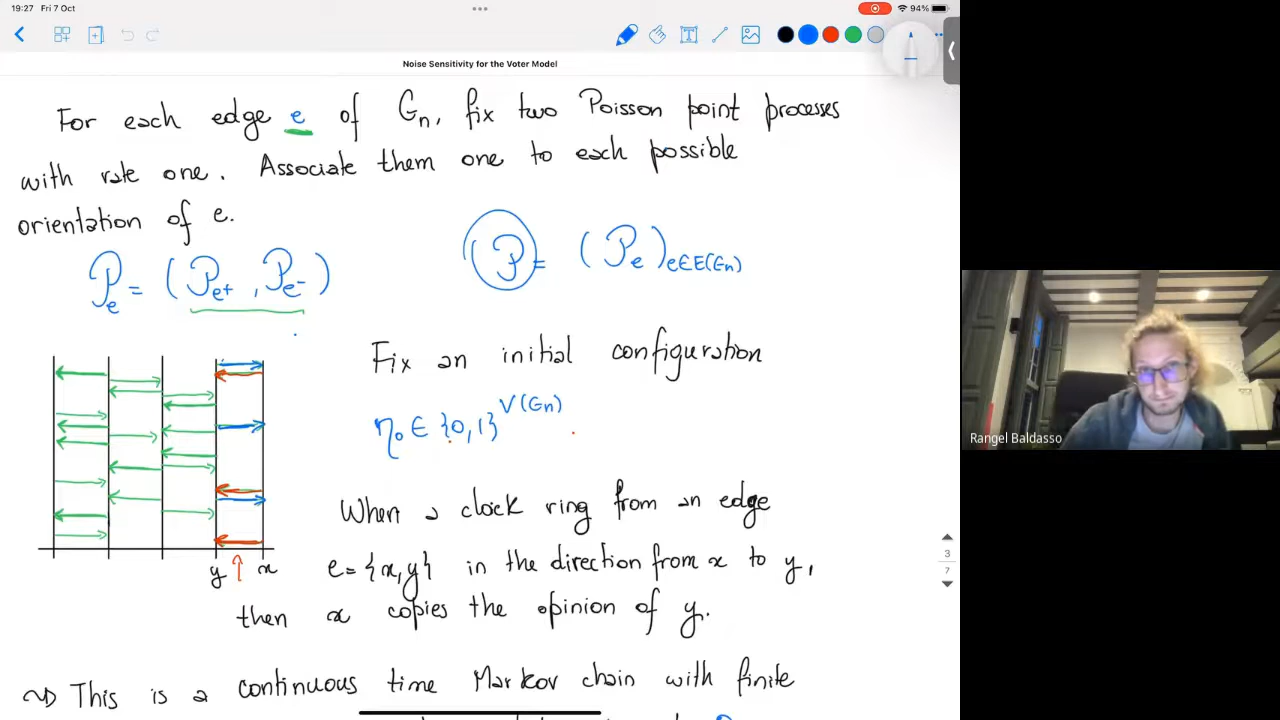 19:27 Fri 7 Oct
94%
Noise Sensitivity for the Voter Model
For each edge e of Gn, fix two Poisson point processes
with rate one. Associate them one to each possible
orientation of e.
Pe = (Pe+, Pe-)
P = (Pe)e∈E(Gn)
Fix an initial configuration
η0 ∈ {0,1}^V(Gn)
When a clock ring from an edge
e = {x,y} in the direction from x to y,
then x copies the opinion of y.
y x
3
7
Rangel Baldasso
~> This is a continuous time Markov chain with finite